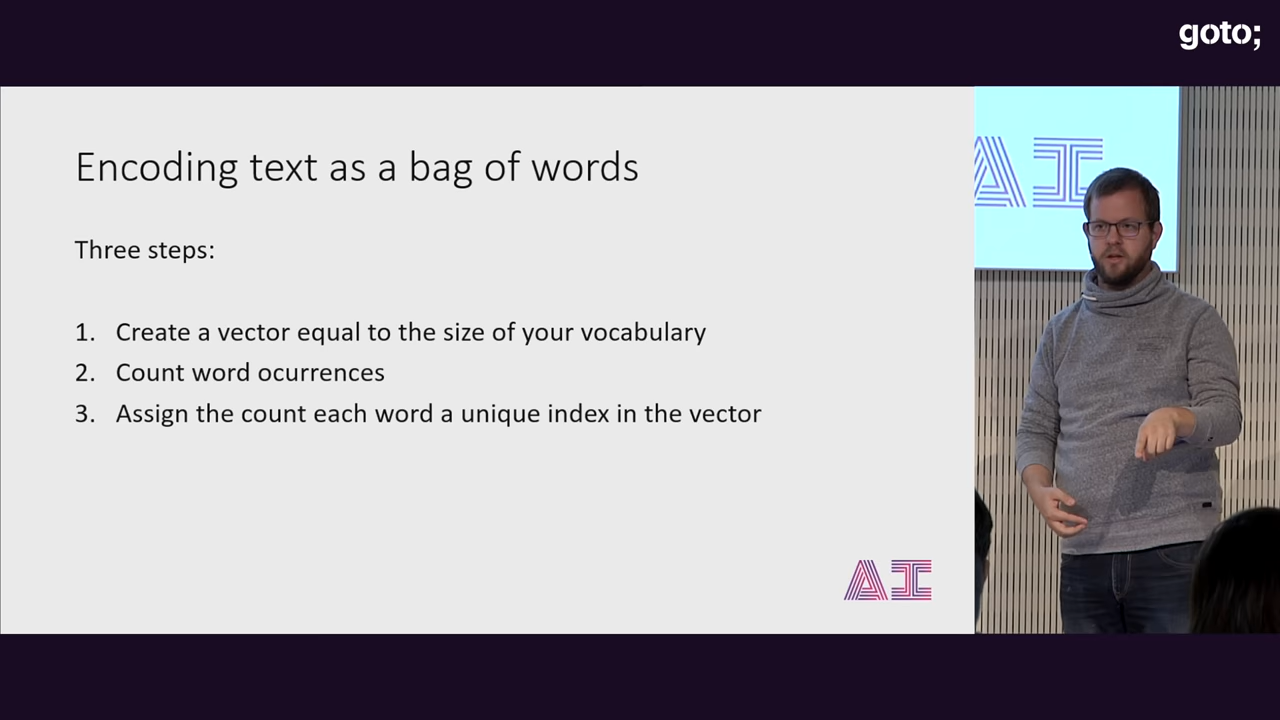 goto;
Encoding text as a bag of words
Three steps:
1. Create a vector equal to the size of your vocabulary
2. Count word ocurrences
3. Assign the count each word a unique index in the vector
AI
AI